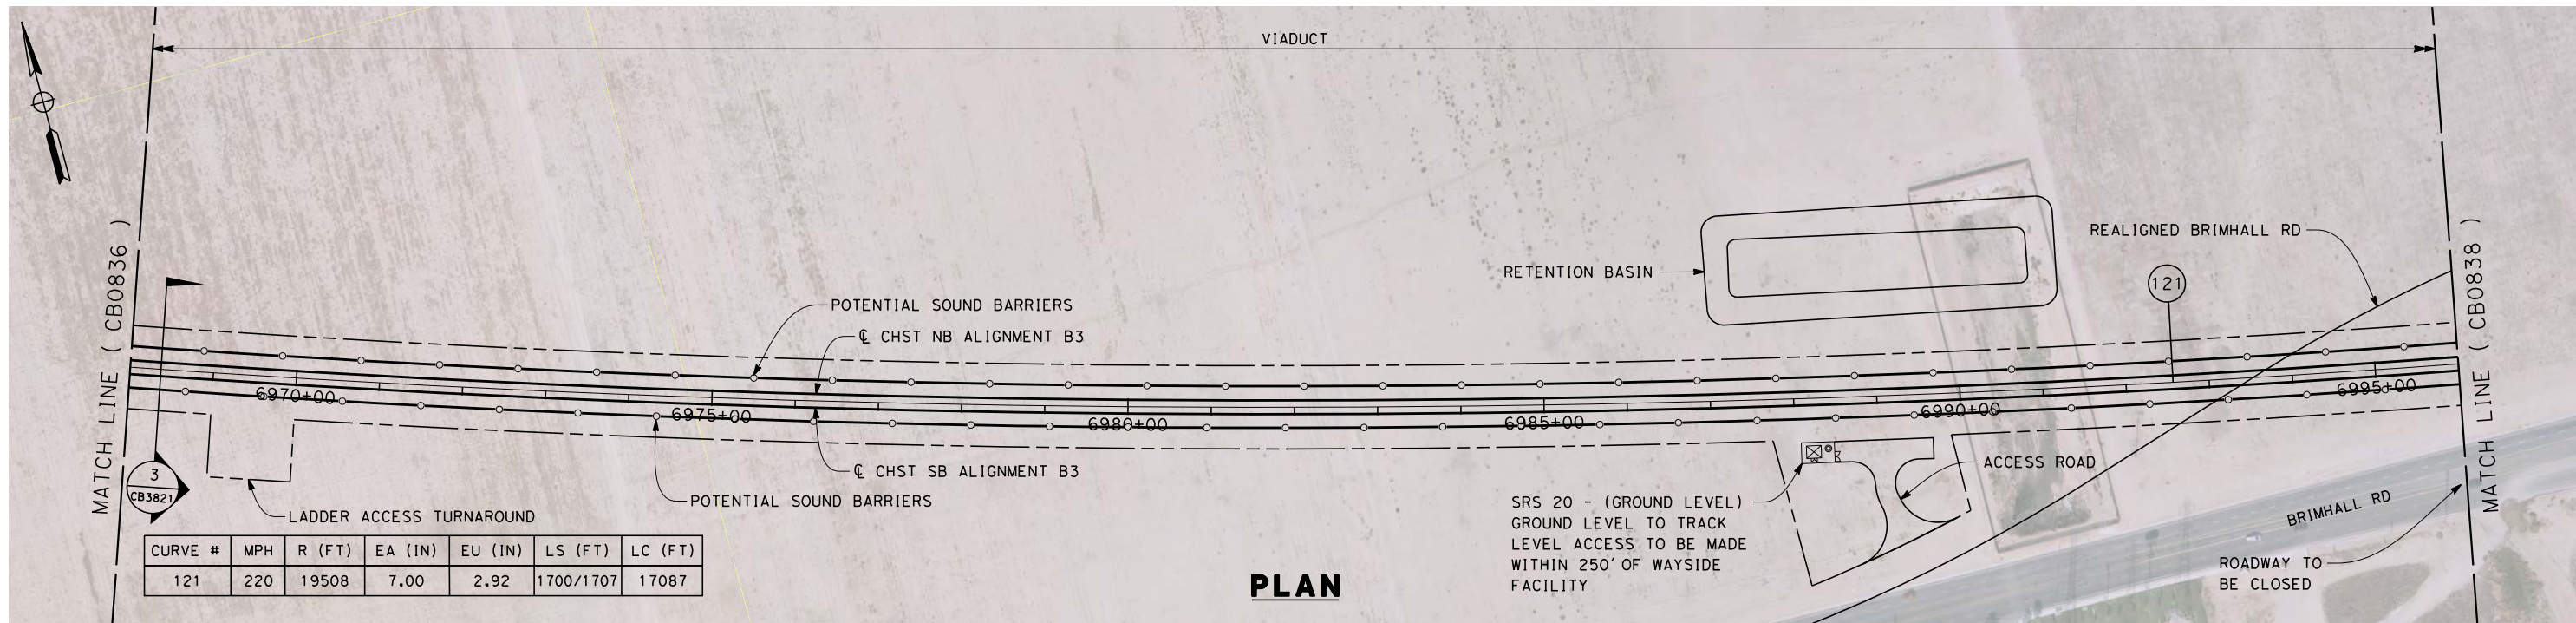 VIADUCT
MATCH LINE ( CB0836 )
MATCH LINE ( CB0838 )
REALIGNED BRIMHALL RD
RETENTION BASIN
121
POTENTIAL SOUND BARRIERS
℄ CHST NB ALIGNMENT B3
6970+00
6975+00
6980+00
6985+00
6990+00
6995+00
℄ CHST SB ALIGNMENT B3
POTENTIAL SOUND BARRIERS
3
CB3821
LADDER ACCESS TURNAROUND
ACCESS ROAD
SRS 20 - (GROUND LEVEL)
GROUND LEVEL TO TRACK
LEVEL ACCESS TO BE MADE
WITHIN 250' OF WAYSIDE
FACILITY
BRIMHALL RD
ROADWAY TO
BE CLOSED
CURVE # MPH R (FT) EA (IN) EU (IN) LS (FT) LC (FT)
121 220 19508 7.00 2.92 1700/1707 17087
PLAN